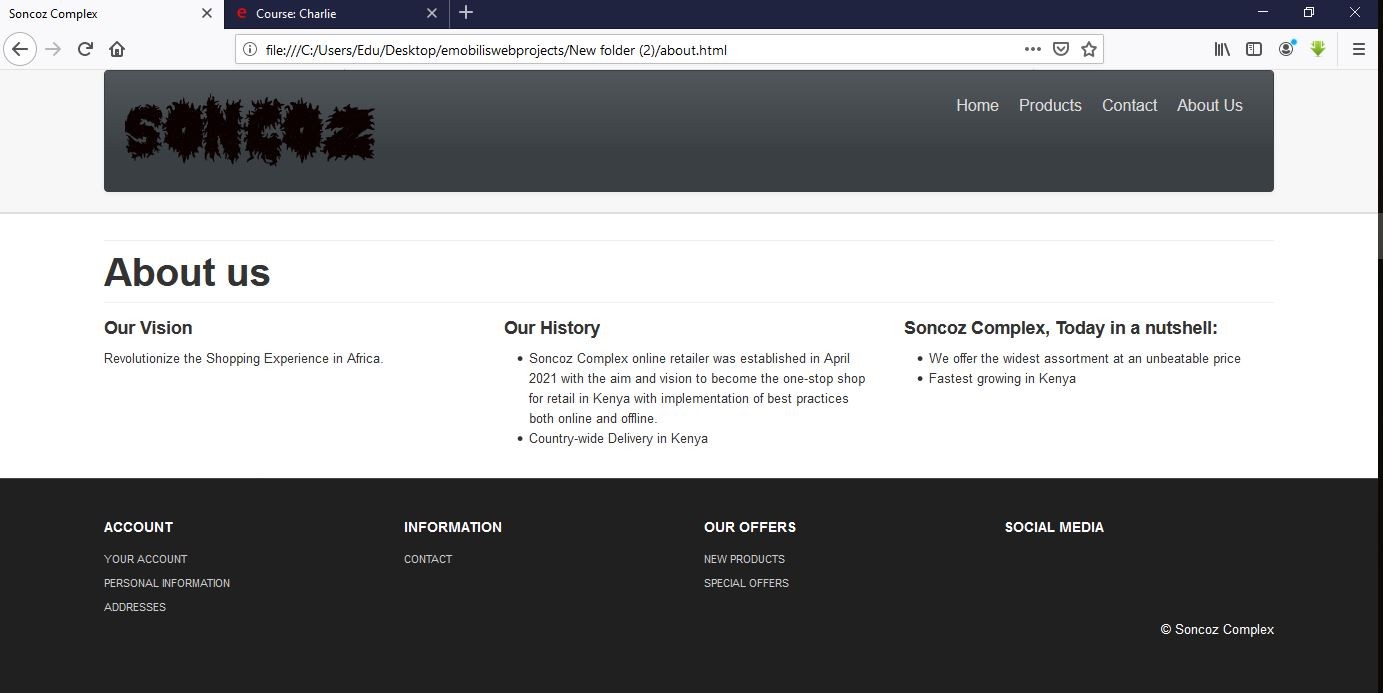 Soncoz Complex
e Course: Charlie
file:///C:/Users/Edu/Desktop/emobiliswebprojects/New folder (2)/about.html
SONCOZ
Home Products Contact About Us
About us
Our Vision
Revolutionize the Shopping Experience in Africa.
Our History
• Soncoz Complex online retailer was established in April
2021 with the aim and vision to become the one-stop shop
for retail in Kenya with implementation of best practices
both online and offline.
• Country-wide Delivery in Kenya
Soncoz Complex, Today in a nutshell:
• We offer the widest assortment at an unbeatable price
• Fastest growing in Kenya
ACCOUNT
YOUR ACCOUNT
PERSONAL INFORMATION
ADDRESSES
INFORMATION
CONTACT
OUR OFFERS
NEW PRODUCTS
SPECIAL OFFERS
SOCIAL MEDIA
© Soncoz Complex